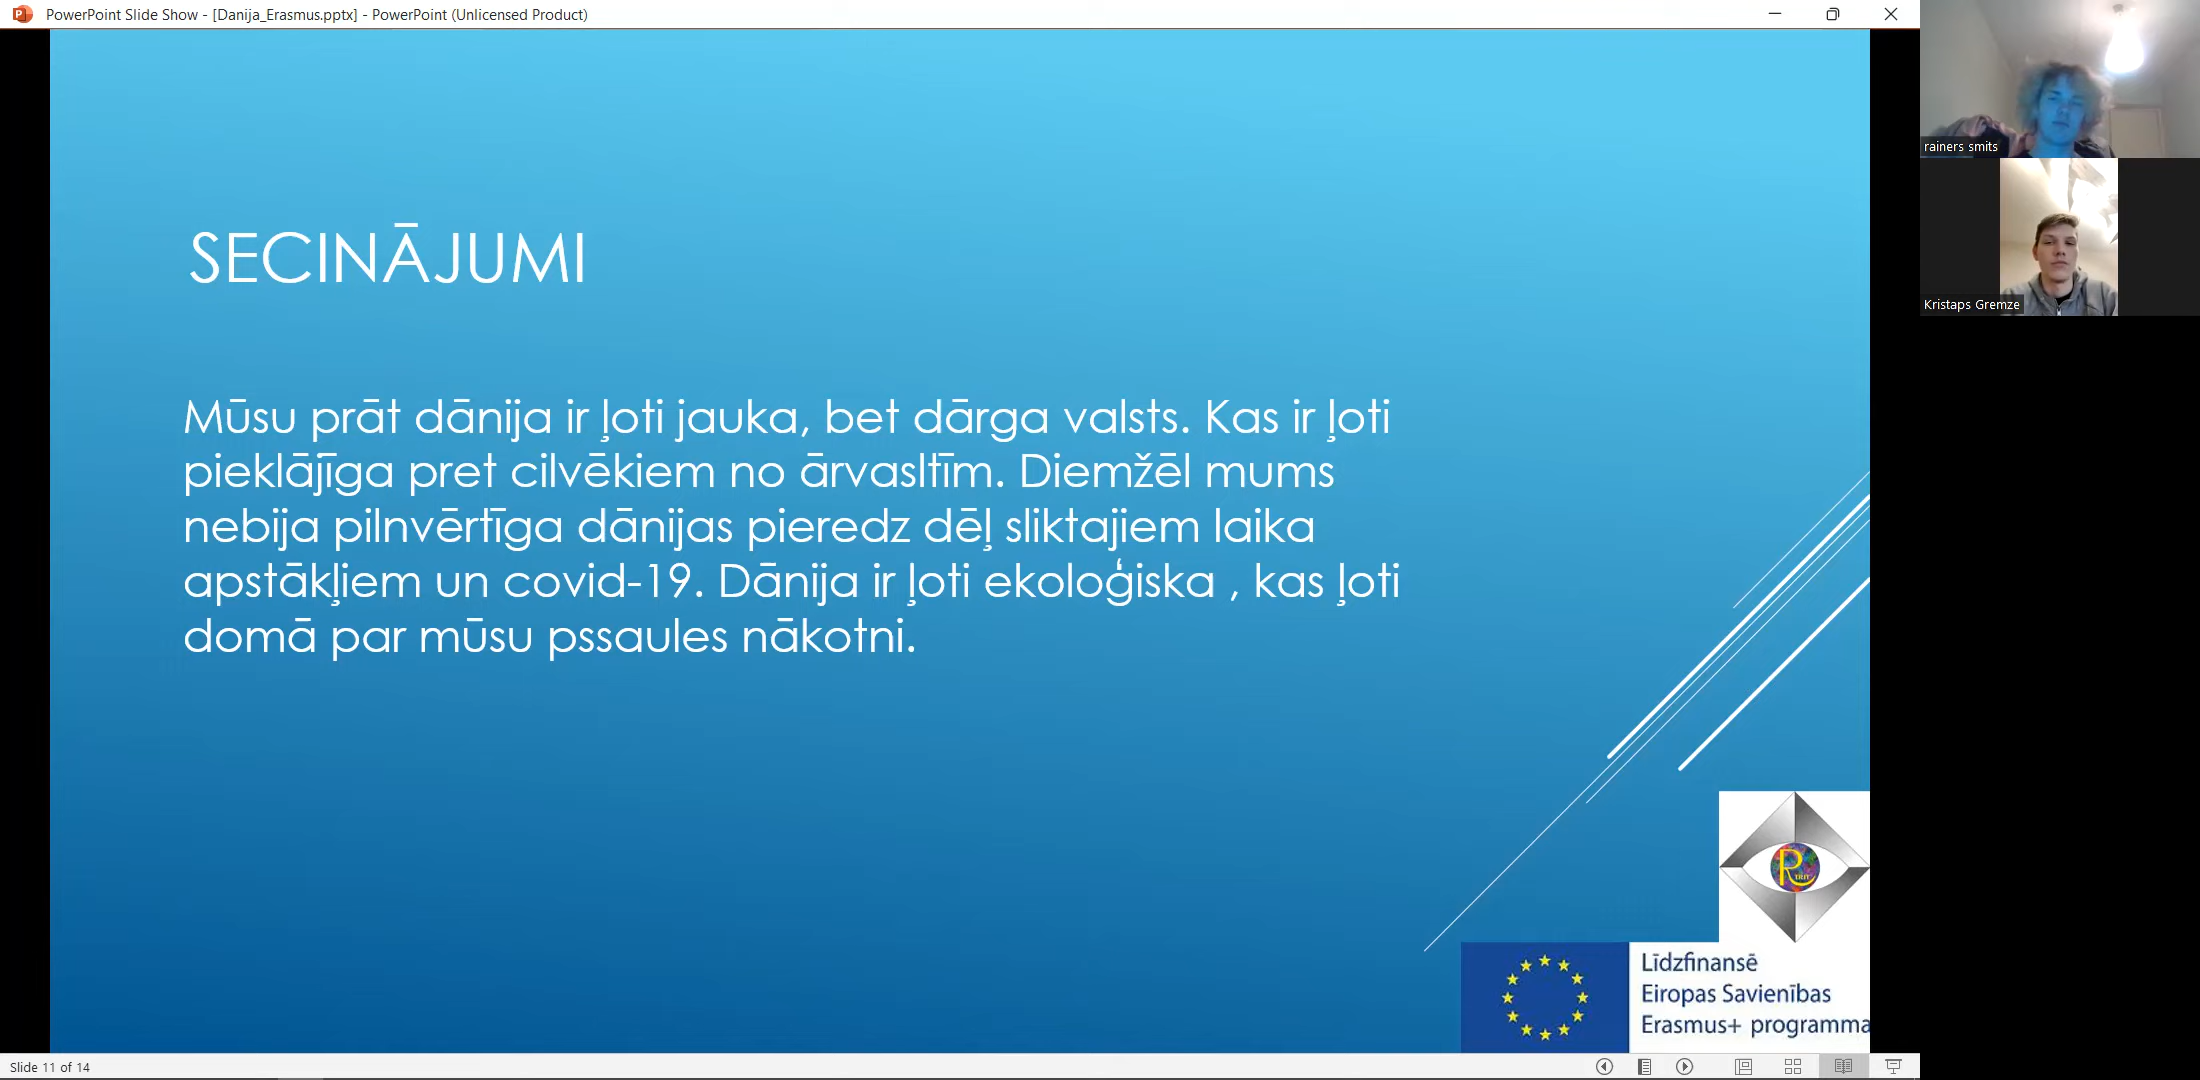 PowerPoint Slide Show - [Danija_Erasmus.pptx] - PowerPoint (Unlicensed Product)
rainers smits
Kristaps Gremze
SECINĀJUMI
Mūsu prāt dānija ir ļoti jauka, bet dārga valsts. Kas ir ļoti
pieklājīga pret cilvēkiem no ārvasltīm. Diemžēl mums
nebija pilnvērtīga dānijas pieredz dēļ sliktajiem laika
apstākļiem un covid-19. Dānija ir ļoti ekoloģiska , kas ļoti
domā par mūsu pssaules nākotni.
Līdzfinansē
Eiropas Savienības
Erasmus+ programma
Slide 11 of 14